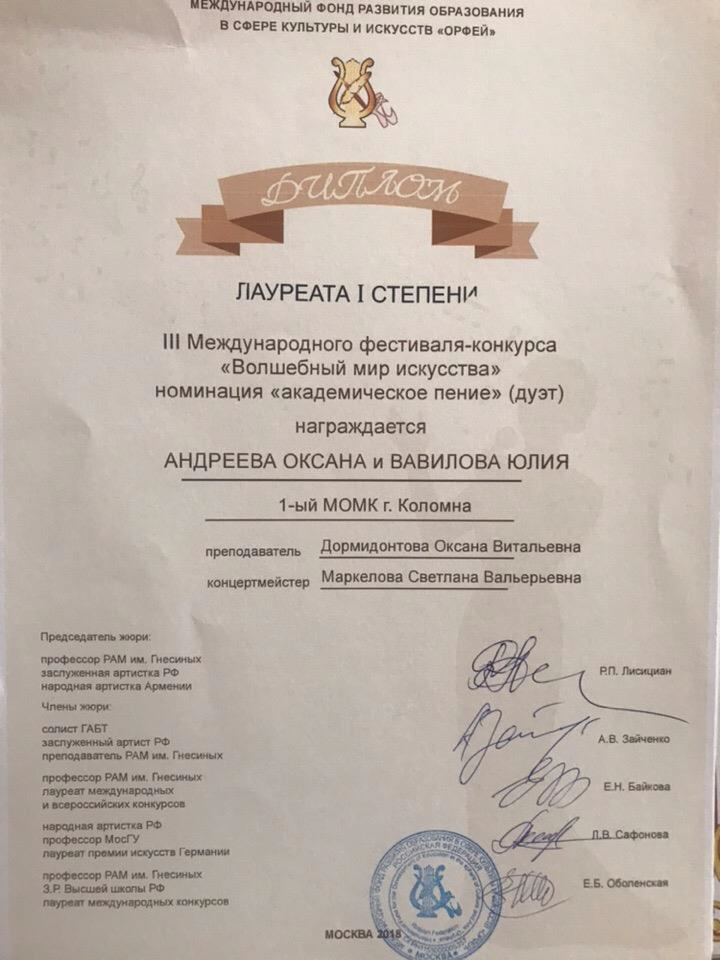 МЕЖДУНАРОДНЫЙ ФОНД РАЗВИТИЯ ОБРАЗОВАНИЯ
В СФЕРЕ КУЛЬТУРЫ И ИСКУССТВ «ОРФЕЙ»
ДИПЛОМ
ЛАУРЕАТА I СТЕПЕНИ
III Международного фестиваля-конкурса
«Волшебный мир искусства»
номинация «академическое пение» (дуэт)
награждается
АНДРЕЕВА ОКСАНА и ВАВИЛОВА ЮЛИЯ
1-ый МОМК г. Коломна
преподаватель Дормидонтова Оксана Витальевна
концертмейстер Маркелова Светлана Вальерьевна
Председатель жюри:
профессор РАМ им. Гнесиных
заслуженная артистка РФ
народная артистка Армении
Р.П. Лисициан
Члены жюри:
солист ГАБТ
заслуженный артист РФ
преподаватель РАМ им. Гнесиных
А.В. Зайченко
профессор РАМ им. Гнесиных
лауреат международных
и всероссийских конкурсов
Е.Н. Байкова
народная артистка РФ
профессор МосГУ
лауреат премии искусств Германии
Л.В. Сафонова
профессор РАМ им. Гнесиных
З.Р. Высшей школы РФ
лауреат международных конкурсов
Е.Б. Оболенская
РОССИЙСКАЯ ФЕДЕРАЦИЯ
МОСКВА 2018
МОСКВА